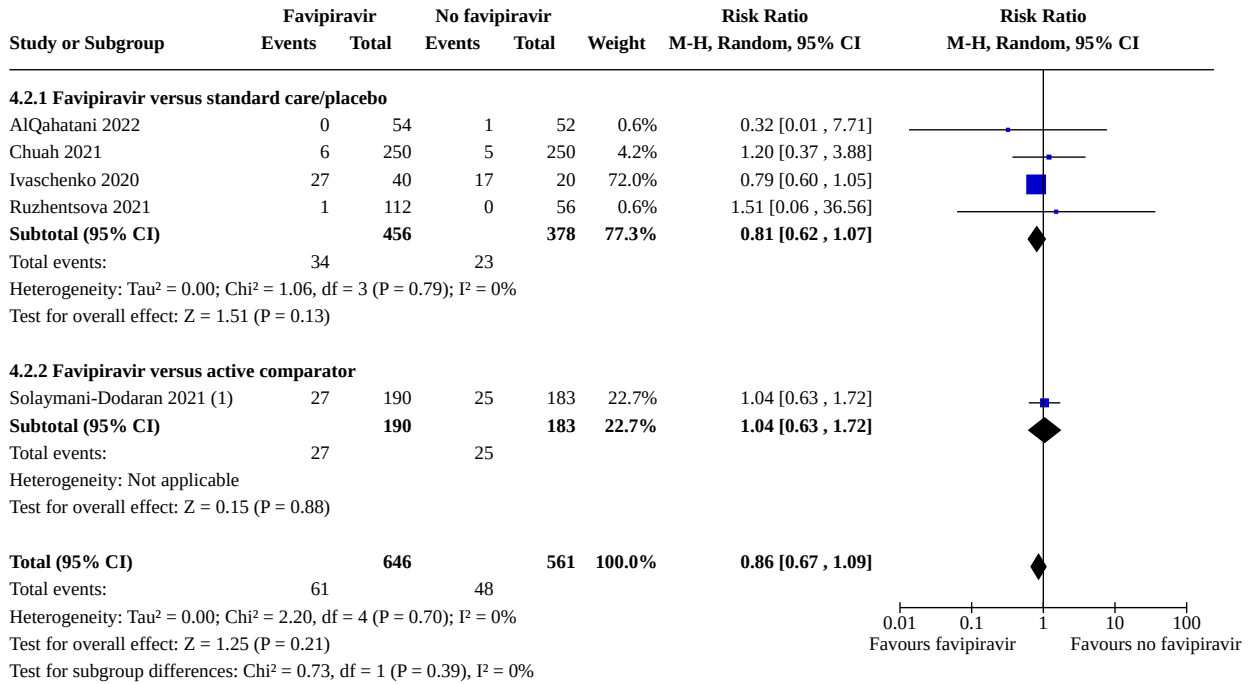 Favipiravir No favipiravir Risk Ratio Risk Ratio
Study or Subgroup Events Total Events Total Weight M-H, Random, 95% CI M-H, Random, 95% CI
4.2.1 Favipiravir versus standard care/placebo
AlQahatani 2022 0 54 1 52 0.6% 0.32 [0.01 , 7.71]
Chuah 2021 6 250 5 250 4.2% 1.20 [0.37 , 3.88]
Ivaschenko 2020 27 40 17 20 72.0% 0.79 [0.60 , 1.05]
Ruzhentsova 2021 1 112 0 56 0.6% 1.51 [0.06 , 36.56]
Subtotal (95% CI) 456 378 77.3% 0.81 [0.62 , 1.07]
Total events: 34 23
Heterogeneity: Tau² = 0.00; Chi² = 1.06, df = 3 (P = 0.79); I² = 0%
Test for overall effect: Z = 1.51 (P = 0.13)
4.2.2 Favipiravir versus active comparator
Solaymani-Dodaran 2021 (1) 27 190 25 183 22.7% 1.04 [0.63 , 1.72]
Subtotal (95% CI) 190 183 22.7% 1.04 [0.63 , 1.72]
Total events: 27 25
Heterogeneity: Not applicable
Test for overall effect: Z = 0.15 (P = 0.88)
Total (95% CI) 646 561 100.0% 0.86 [0.67 , 1.09]
Total events: 61 48
Heterogeneity: Tau² = 0.00; Chi² = 2.20, df = 4 (P = 0.70); I² = 0%
Test for overall effect: Z = 1.25 (P = 0.21)
Test for subgroup differences: Chi² = 0.73, df = 1 (P = 0.39), I² = 0%
0.01 0.1 1 10 100
Favours favipiravir Favours no favipiravir